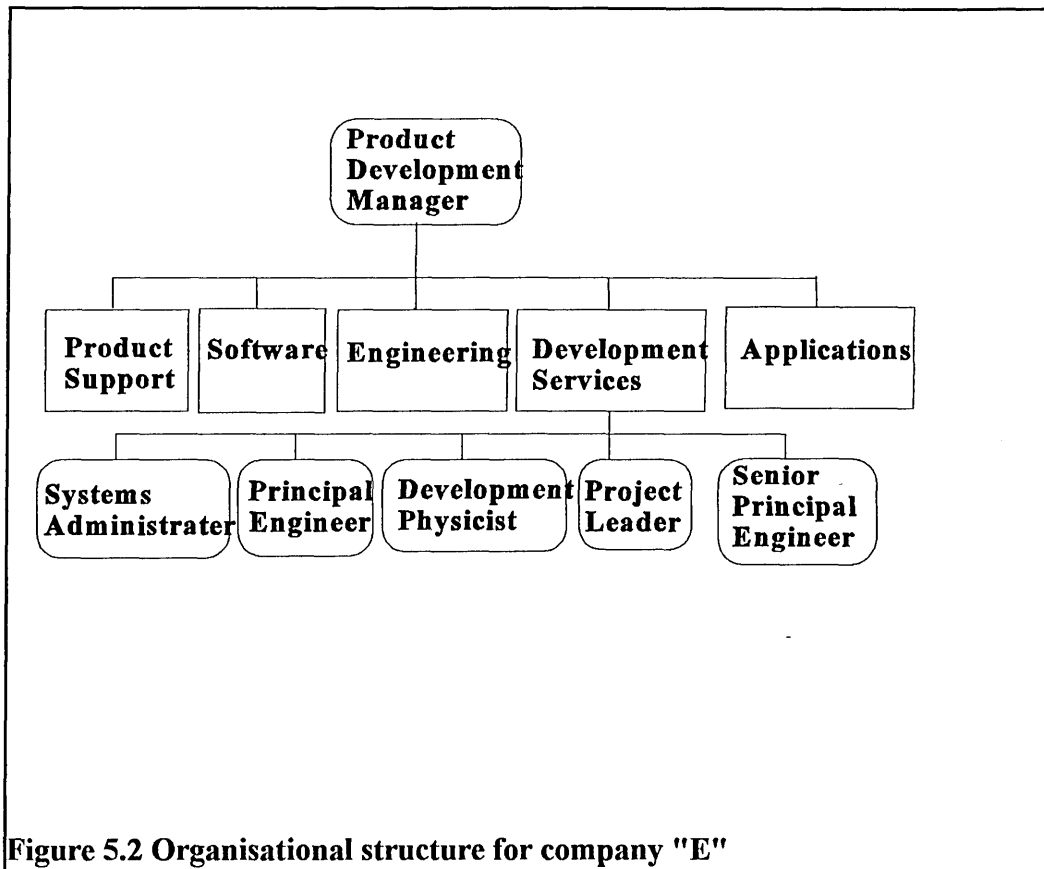 Product
Development
Manager
Product
Support
Software
Engineering
Development
Services
Applications
Systems
Administrater
Principal
Engineer
Development
Physicist
Project
Leader
Senior
Principal
Engineer
Figure 5.2 Organisational structure for company "E"